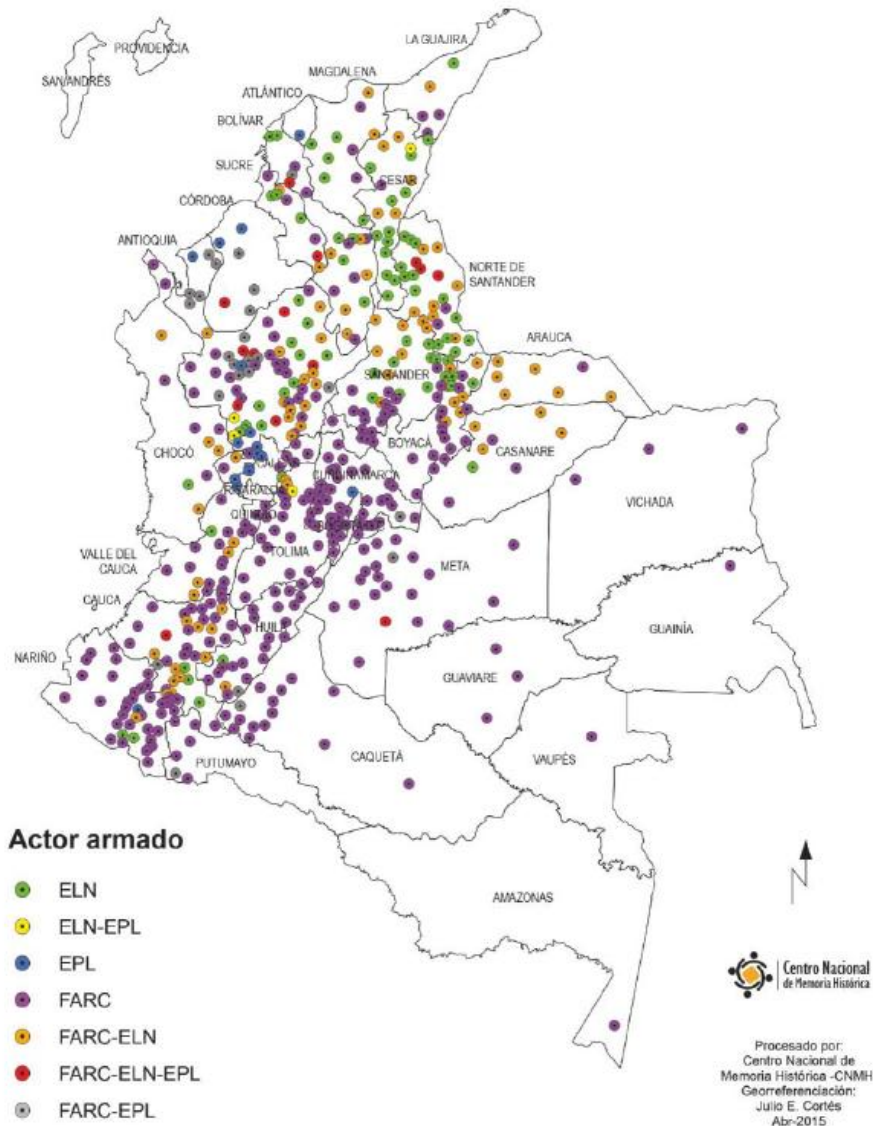 LA GUAJIRA
PROVIDENCIA
MAGDALENA
SAN ANDRÉS
ATLÁNTICO
BOLÍVAR
SUCRE
CESAR
CÓRDOBA
ANTIOQUIA
NORTE DE
SANTANDER
ARAUCA
SANTANDER
BOYACÁ
CHOCÓ
CASANARE
CUNDINAMARCA
VICHADA
QUINDÍO
TOLIMA
VALLE DEL
CAUCA
META
CAUCA
HUILA
GUAINÍA
NARIÑO
GUAVIARE
CAQUETÁ
VAUPÉS
PUTUMAYO
AMAZONAS
Actor armado
ELN
ELN-EPL
EPL
FARC
FARC-ELN
FARC-ELN-EPL
FARC-EPL
Centro Nacional
de Memoria Histórica
Procesado por:
Centro Nacional de
Memoria Histórica -CNMH
Georreferenciación:
Julio E. Cortés
Abr-2015